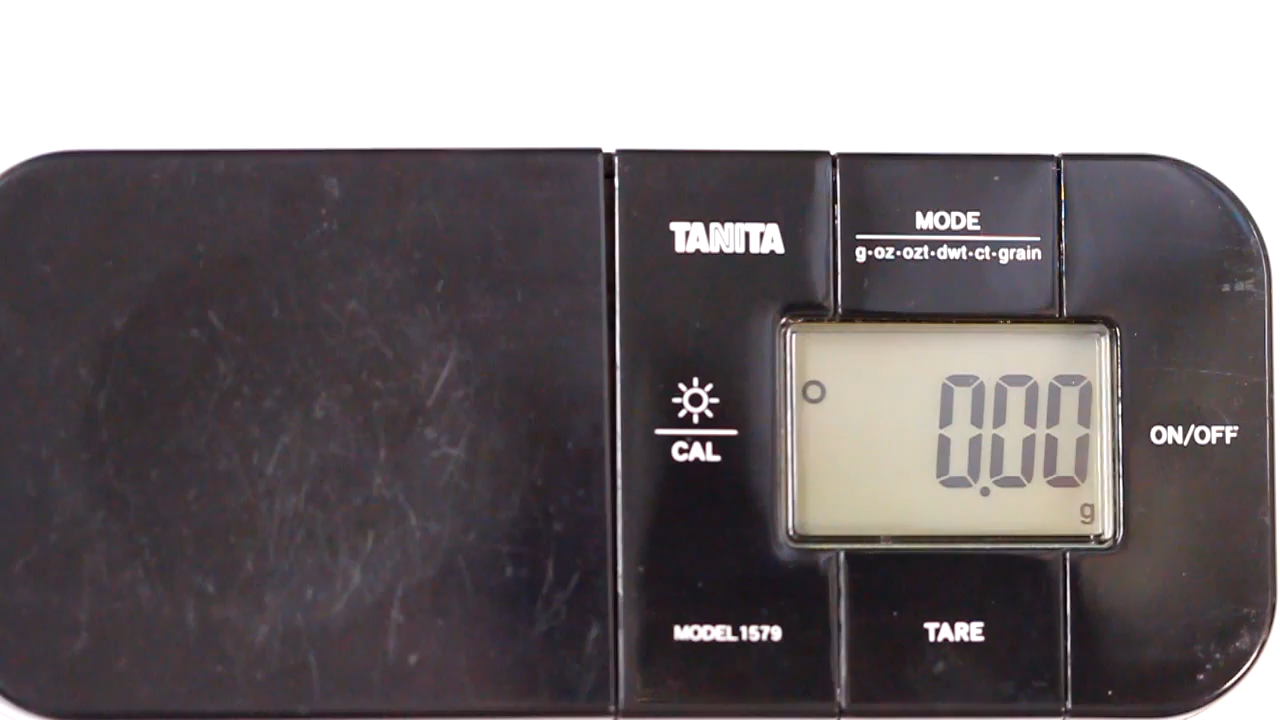 TANITA
MODE
g·oz·ozt·dwt·ct·grain
0.00
g
CAL
ON/OFF
MODEL 1579
TARE